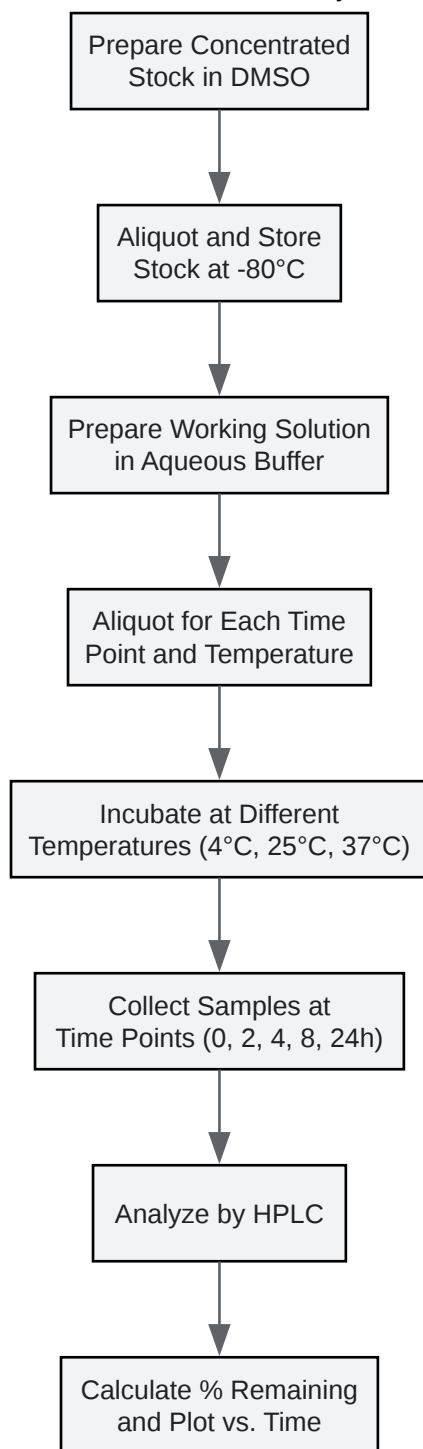 Prepare Concentrated
Stock in DMSO
Aliquot and Store
Stock at -80°C
Prepare Working Solution
in Aqueous Buffer
Aliquot for Each Time
Point and Temperature
Incubate at Different
Temperatures (4°C, 25°C, 37°C)
Collect Samples at
Time Points (0, 2, 4, 8, 24h)
Analyze by HPLC
Calculate % Remaining
and Plot vs. Time